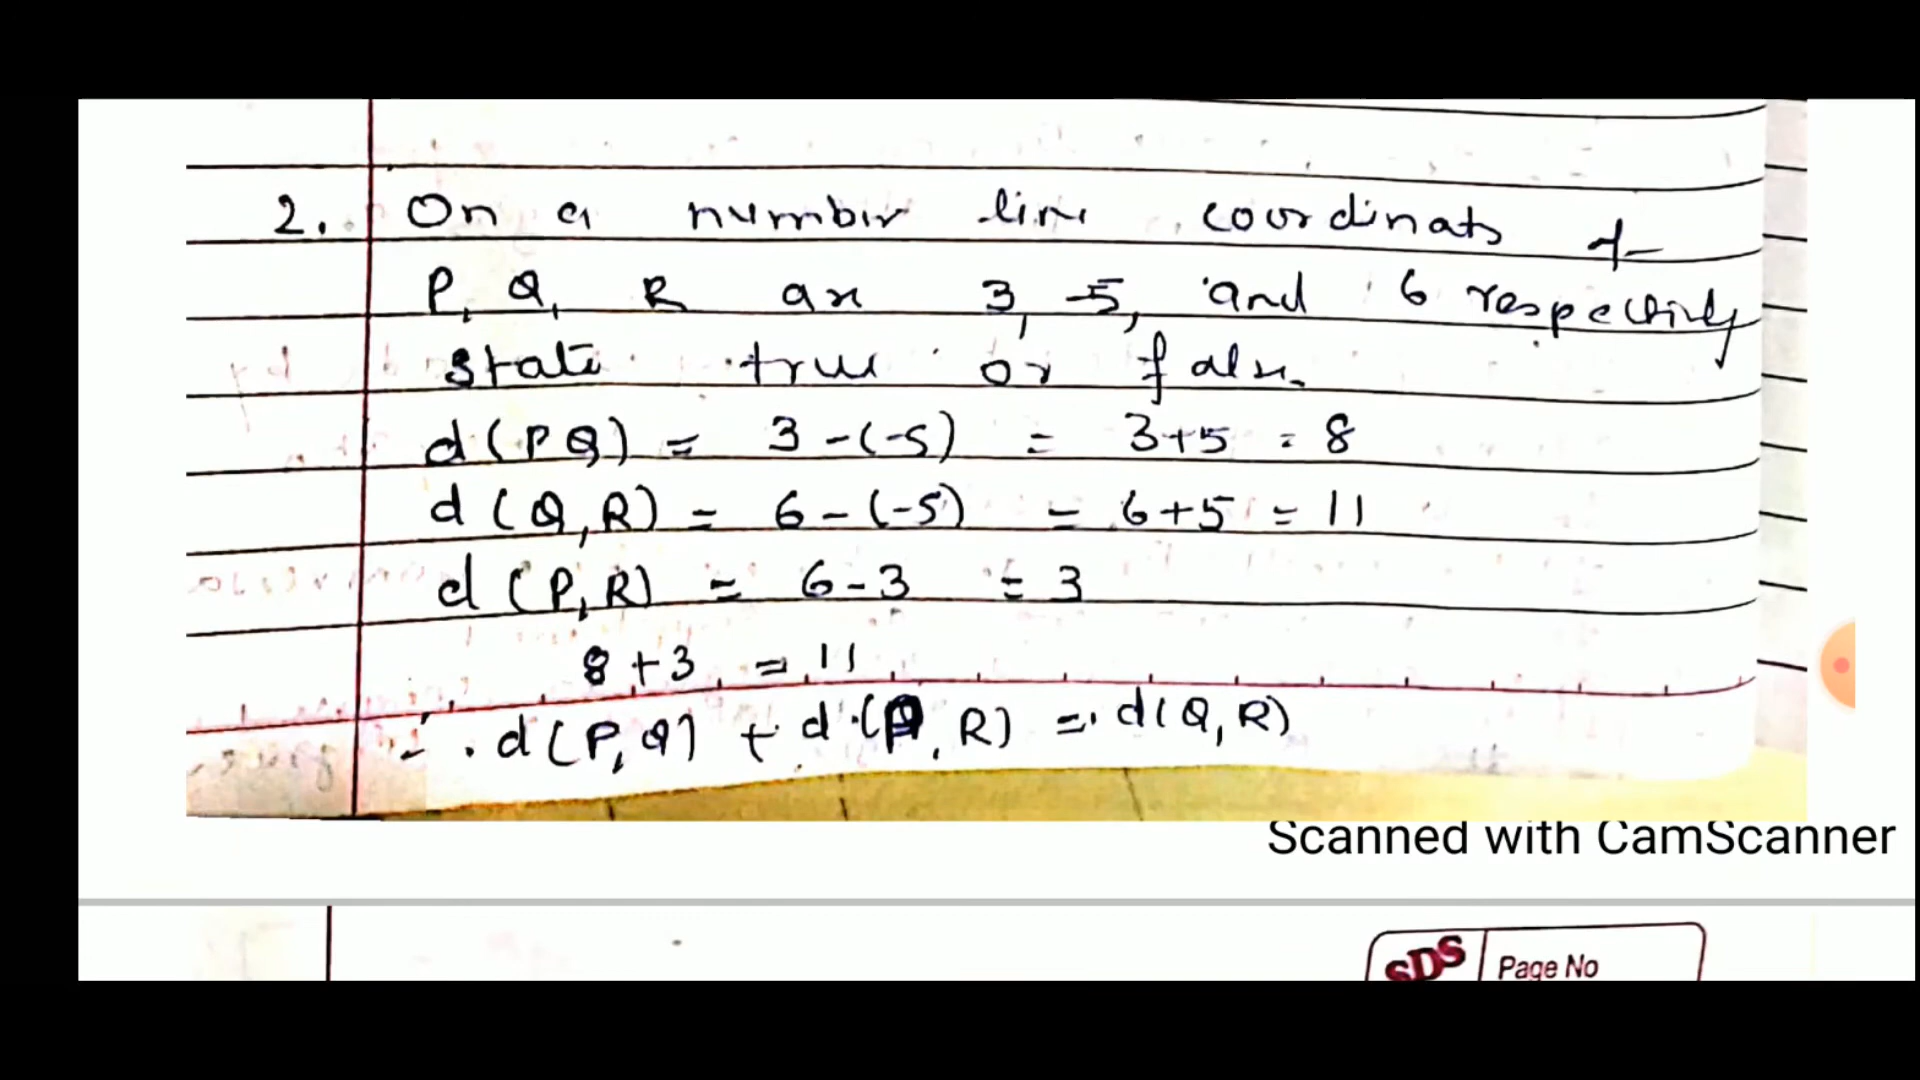 2. On a number line coordinats of
P, Q, R are 3, -5, and 6 respectively
state true or false.
d(PQ) = 3-(-5) = 3+5 = 8
d(Q,R) = 6-(-5) = 6+5 = 11
d(P,R) = 6-3 = 3
8+3 = 11
∴ d(P,Q) + d(P,R) = d(Q,R)
Scanned with CamScanner
SDS Page No